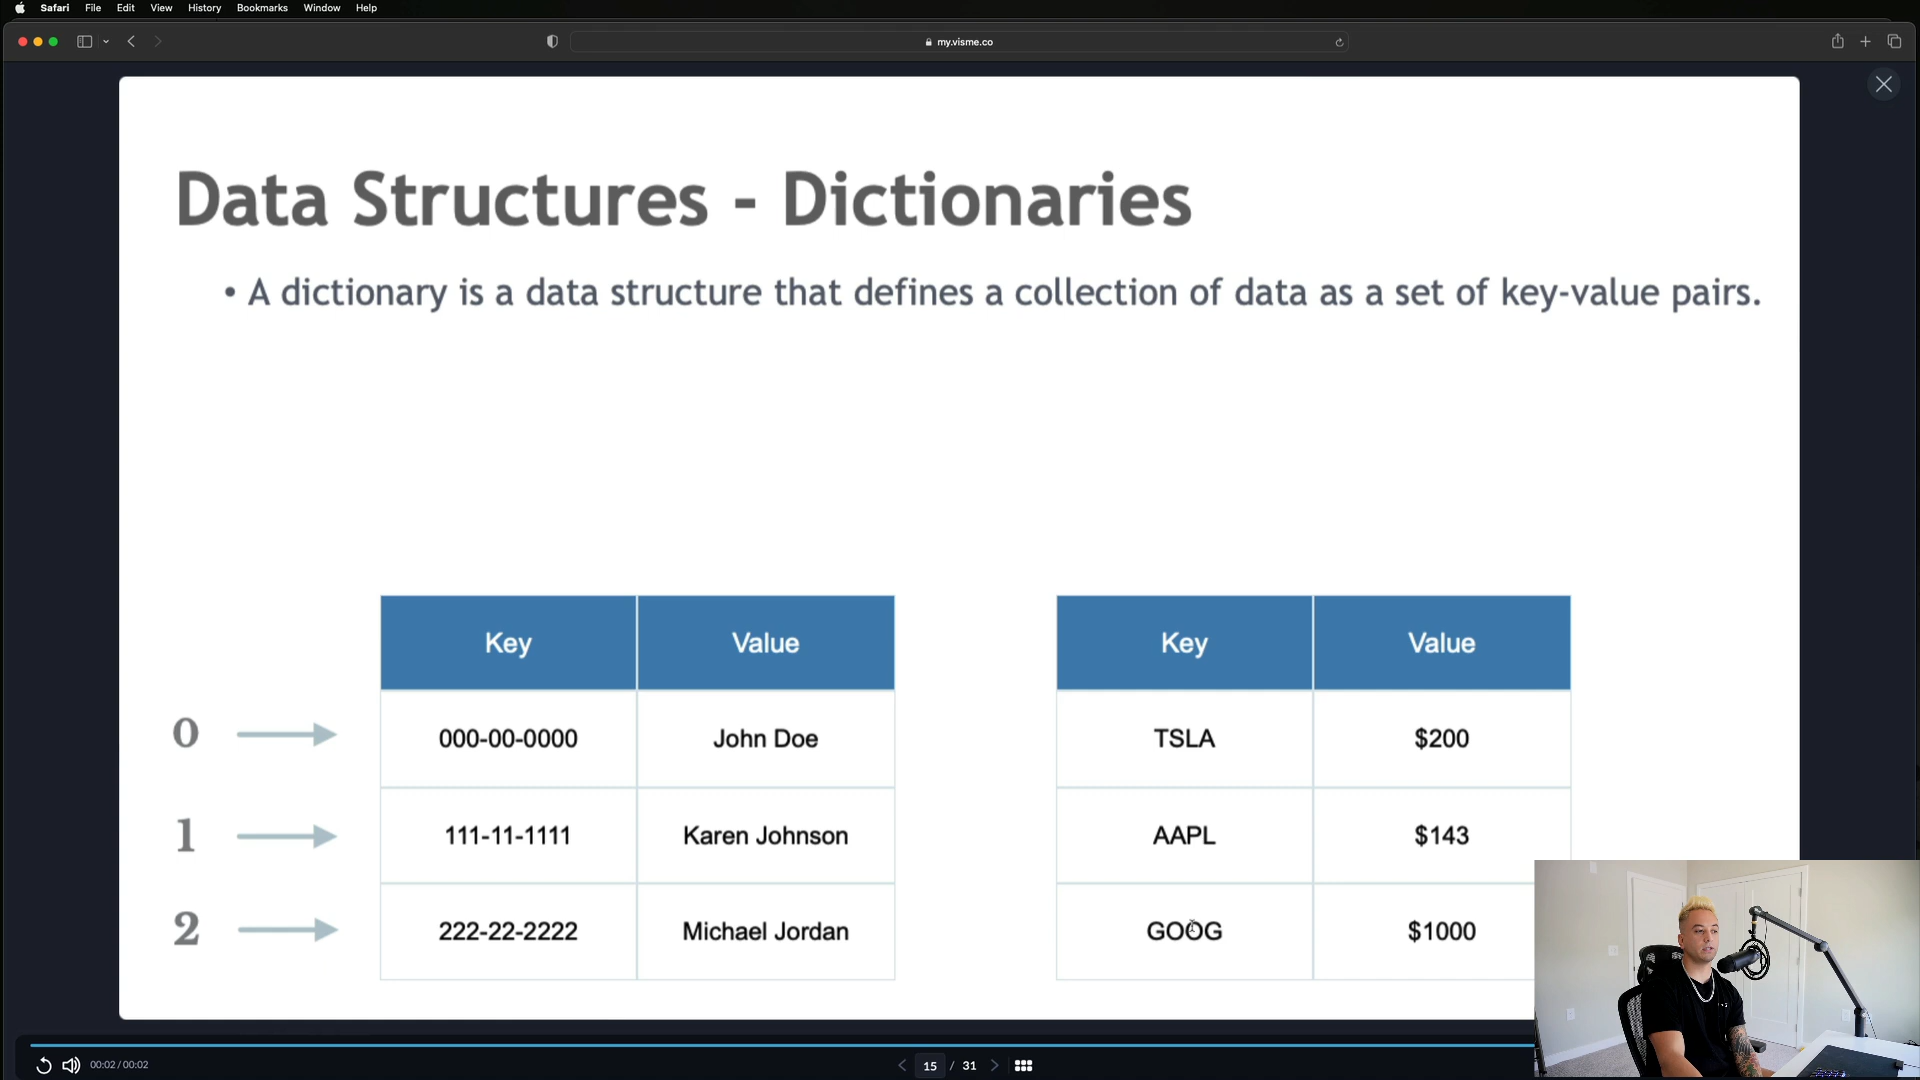 Safari File Edit View History Bookmarks Window Help
my.visme.co
Data Structures - Dictionaries
• A dictionary is a data structure that defines a collection of data as a set of key-value pairs.
Key Value
0 000-00-0000 John Doe
1 111-11-1111 Karen Johnson
2 222-22-2222 Michael Jordan
Key Value
TSLA $200
AAPL $143
GOOG $1000
00:02/00:02
15 / 31